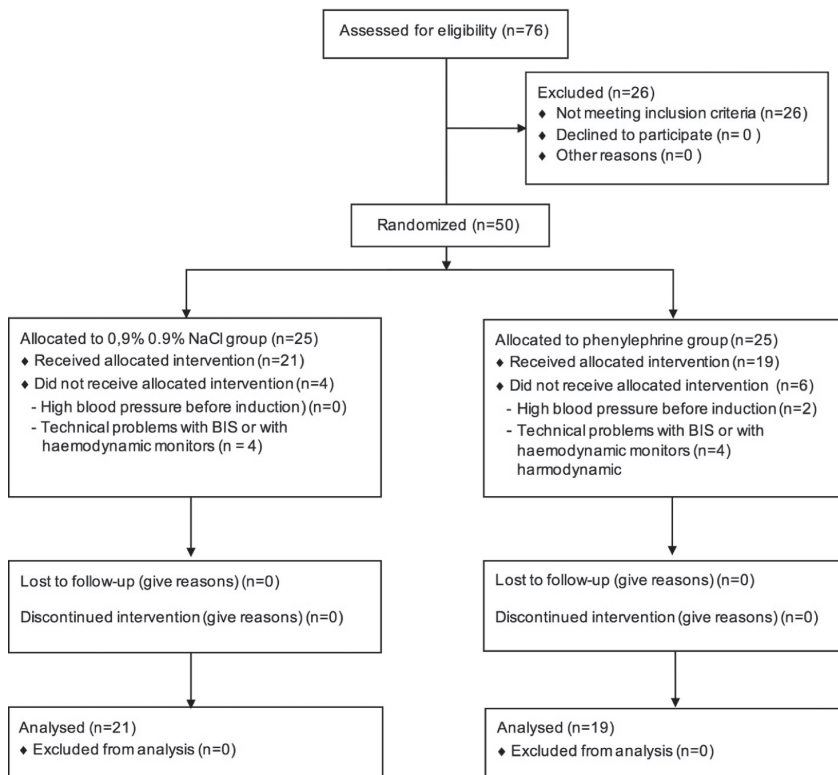 Assessed for eligibility (n=76)
Excluded (n=26)
♦ Not meeting inclusion criteria (n=26)
♦ Declined to participate (n= 0 )
♦ Other reasons (n=0 )
Randomized (n=50)
Allocated to 0,9% 0.9% NaCl group (n=25)
♦ Received allocated intervention (n=21)
♦ Did not receive allocated intervention (n=4)
- High blood pressure before induction) (n=0)
- Technical problems with BIS or with
haemodynamic monitors (n = 4)
Allocated to phenylephrine group (n=25)
♦ Received allocated intervention (n=19)
♦ Did not receive allocated intervention (n=6)
- High blood pressure before induction (n=2)
- Technical problems with BIS or with
haemodynamic monitors (n=4)
harmodynamic
Lost to follow-up (give reasons) (n=0)
Discontinued intervention (give reasons) (n=0)
Lost to follow-up (give reasons) (n=0)
Discontinued intervention (give reasons) (n=0)
Analysed (n=21)
♦ Excluded from analysis (n=0)
Analysed (n=19)
♦ Excluded from analysis (n=0)